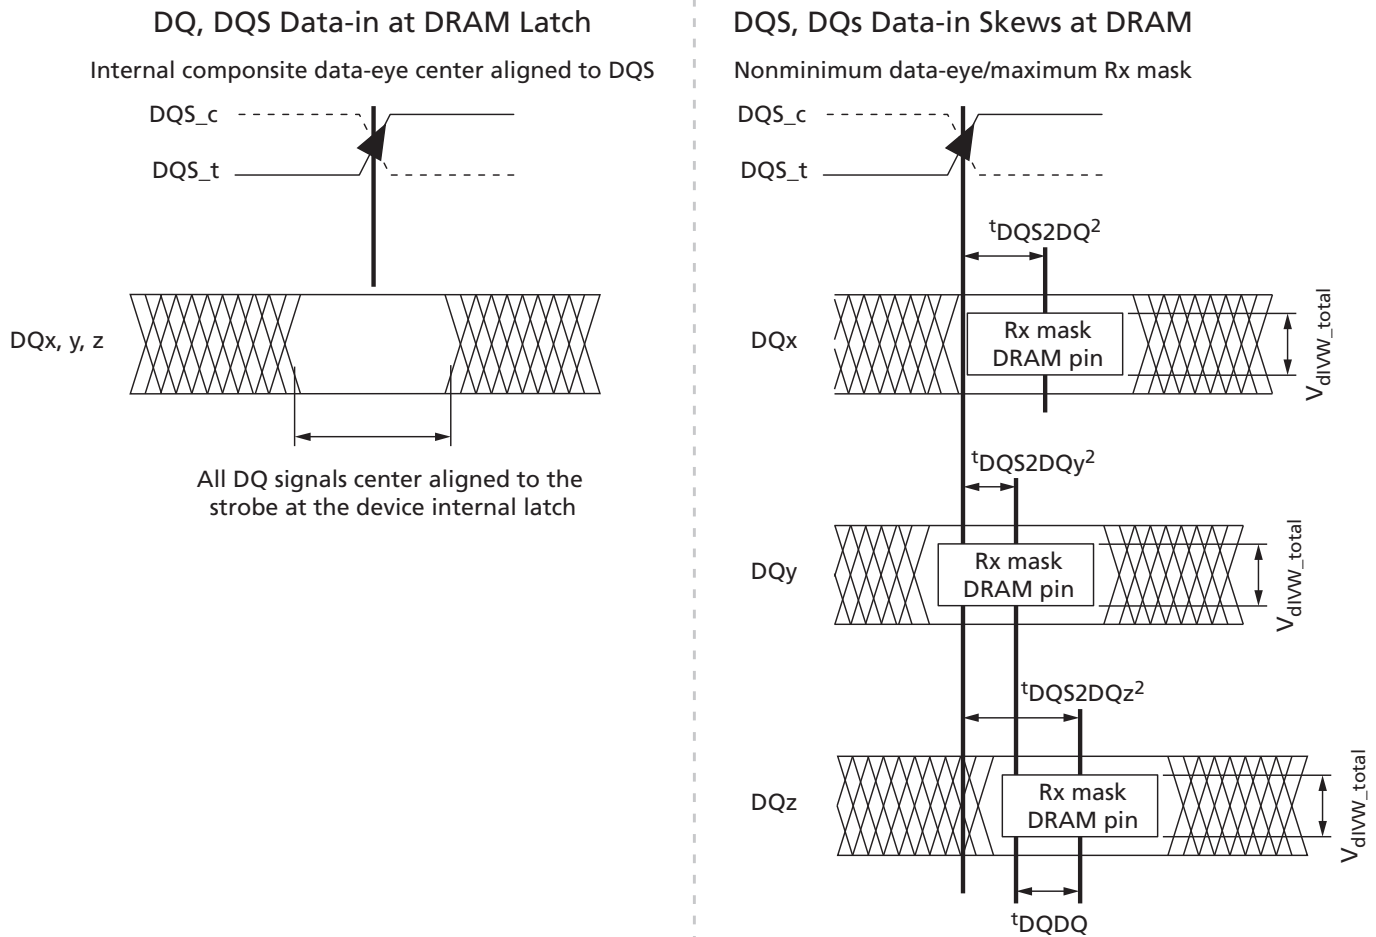 DQ, DQS Data-in at DRAM Latch
Internal componsite data-eye center aligned to DQS
DQS_c
DQS_t
DQx, y, z
All DQ signals center aligned to the
strobe at the device internal latch
DQS, DQs Data-in Skews at DRAM
Nonminimum data-eye/maximum Rx mask
DQS_c
DQS_t
tDQS2DQ2
DQx
Rx mask
DRAM pin
VdIVW_total
tDQS2DQy2
DQy
Rx mask
DRAM pin
VdIVW_total
tDQS2DQz2
DQz
Rx mask
DRAM pin
VdIVW_total
tDQDQ